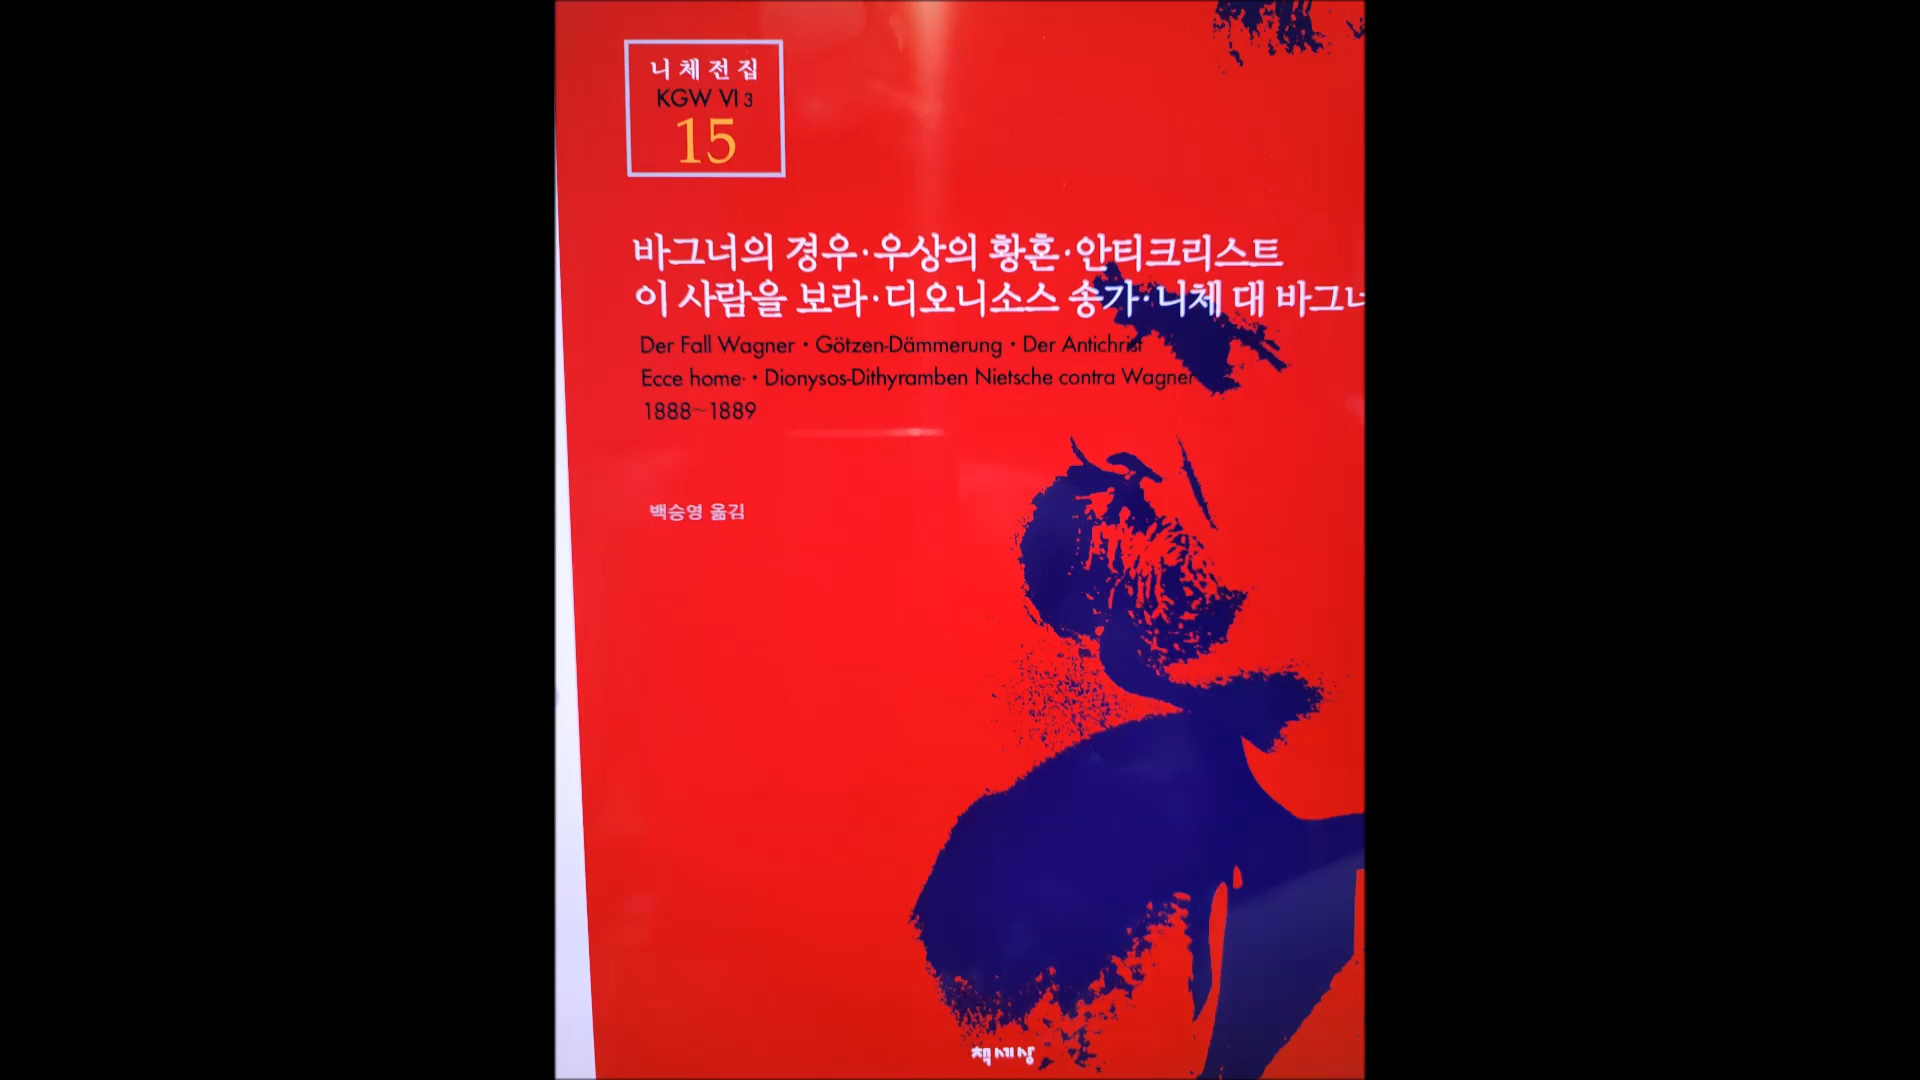 니체전집
KGW VI 3
15
바그너의 경우·우상의 황혼·안티크리스트
이 사람을 보라·디오니소스 송가·니체 대 바그너
Der Fall Wagner • Götzen-Dämmerung • Der Antichrist
Ecce home· • Dionysos-Dithyramben Nietsche contra Wagner
1888~1889
백승영 옮김
책세상